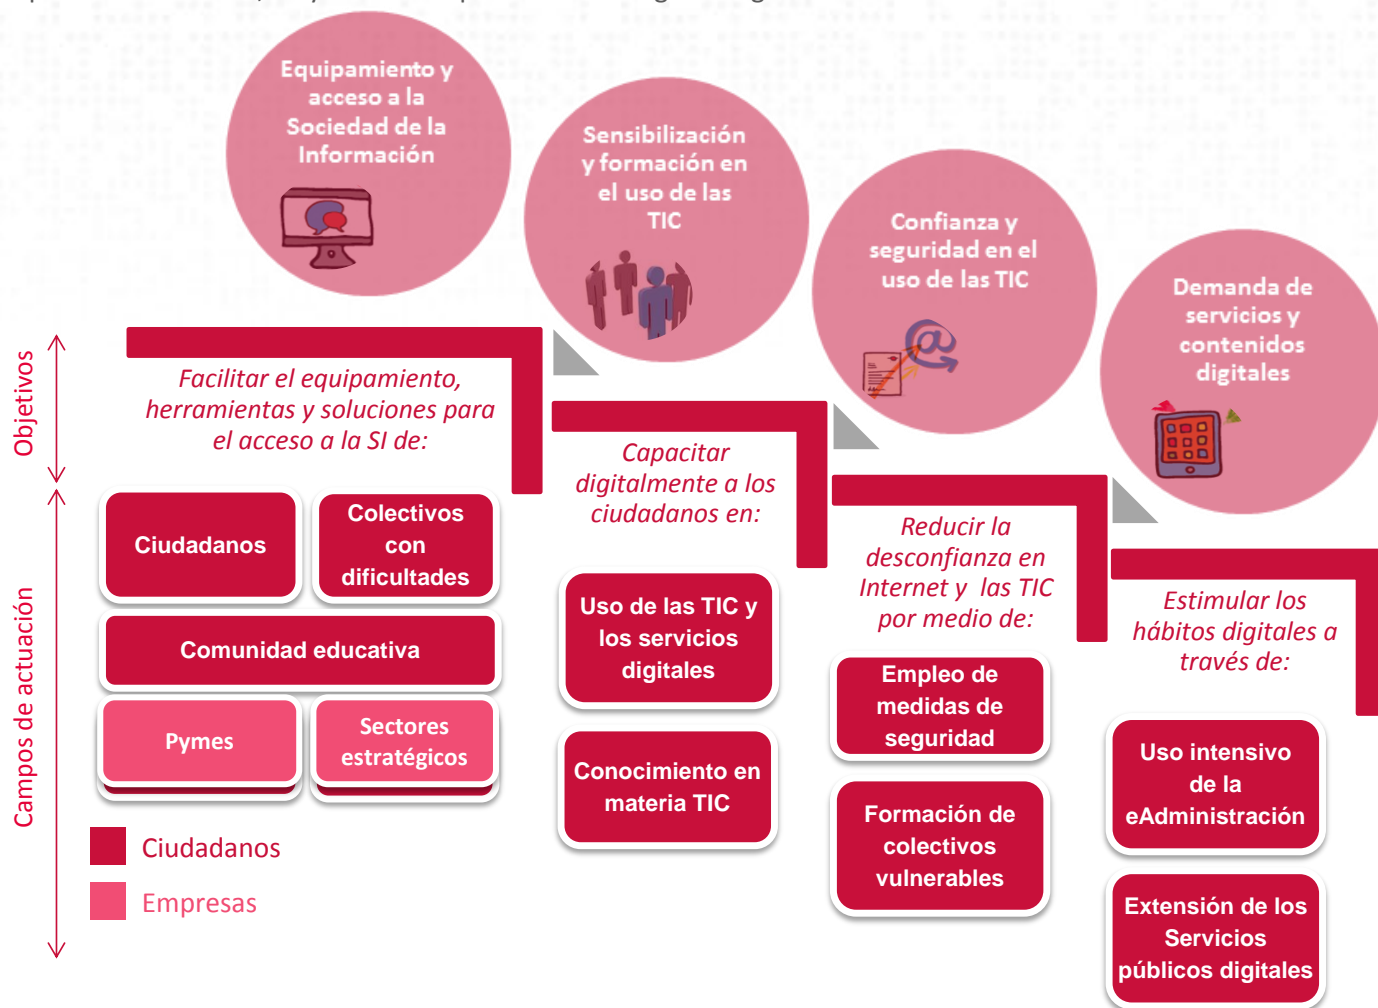 Equipamiento y
acceso a la
Sociedad de la
Información
Sensibilización
y formación en
el uso de las
TIC
Confianza y
seguridad en el
uso de las TIC
Demanda de
servicios y
contenidos
digitales
Objetivos
Facilitar el equipamiento,
herramientas y soluciones para
el acceso a la SI de:
Capacitar
digitalmente a los
ciudadanos en:
Reducir la
desconfianza en
Internet y  las TIC
por medio de:
Estimular los
hábitos digitales a
través de:
Campos de actuación
Ciudadanos
Colectivos
con
dificultades
Comunidad educativa
Pymes
Sectores
estratégicos
Uso de las TIC y
los servicios
digitales
Conocimiento en
materia TIC
Empleo de
medidas de
seguridad
Formación de
colectivos
vulnerables
Uso intensivo
de la
eAdministración
Extensión de los
Servicios
públicos digitales
Ciudadanos
Empresas